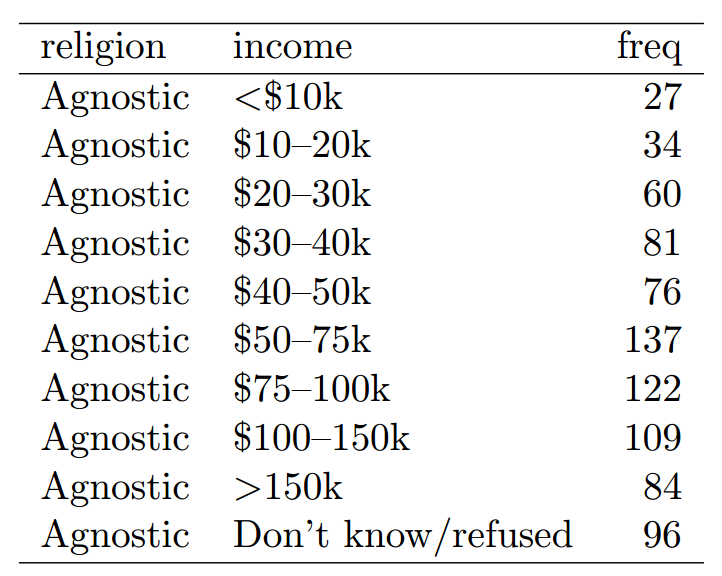 religion income freq
Agnostic <$10k 27
Agnostic $10–20k 34
Agnostic $20–30k 60
Agnostic $30–40k 81
Agnostic $40–50k 76
Agnostic $50–75k 137
Agnostic $75–100k 122
Agnostic $100–150k 109
Agnostic >150k 84
Agnostic Don’t know/refused 96